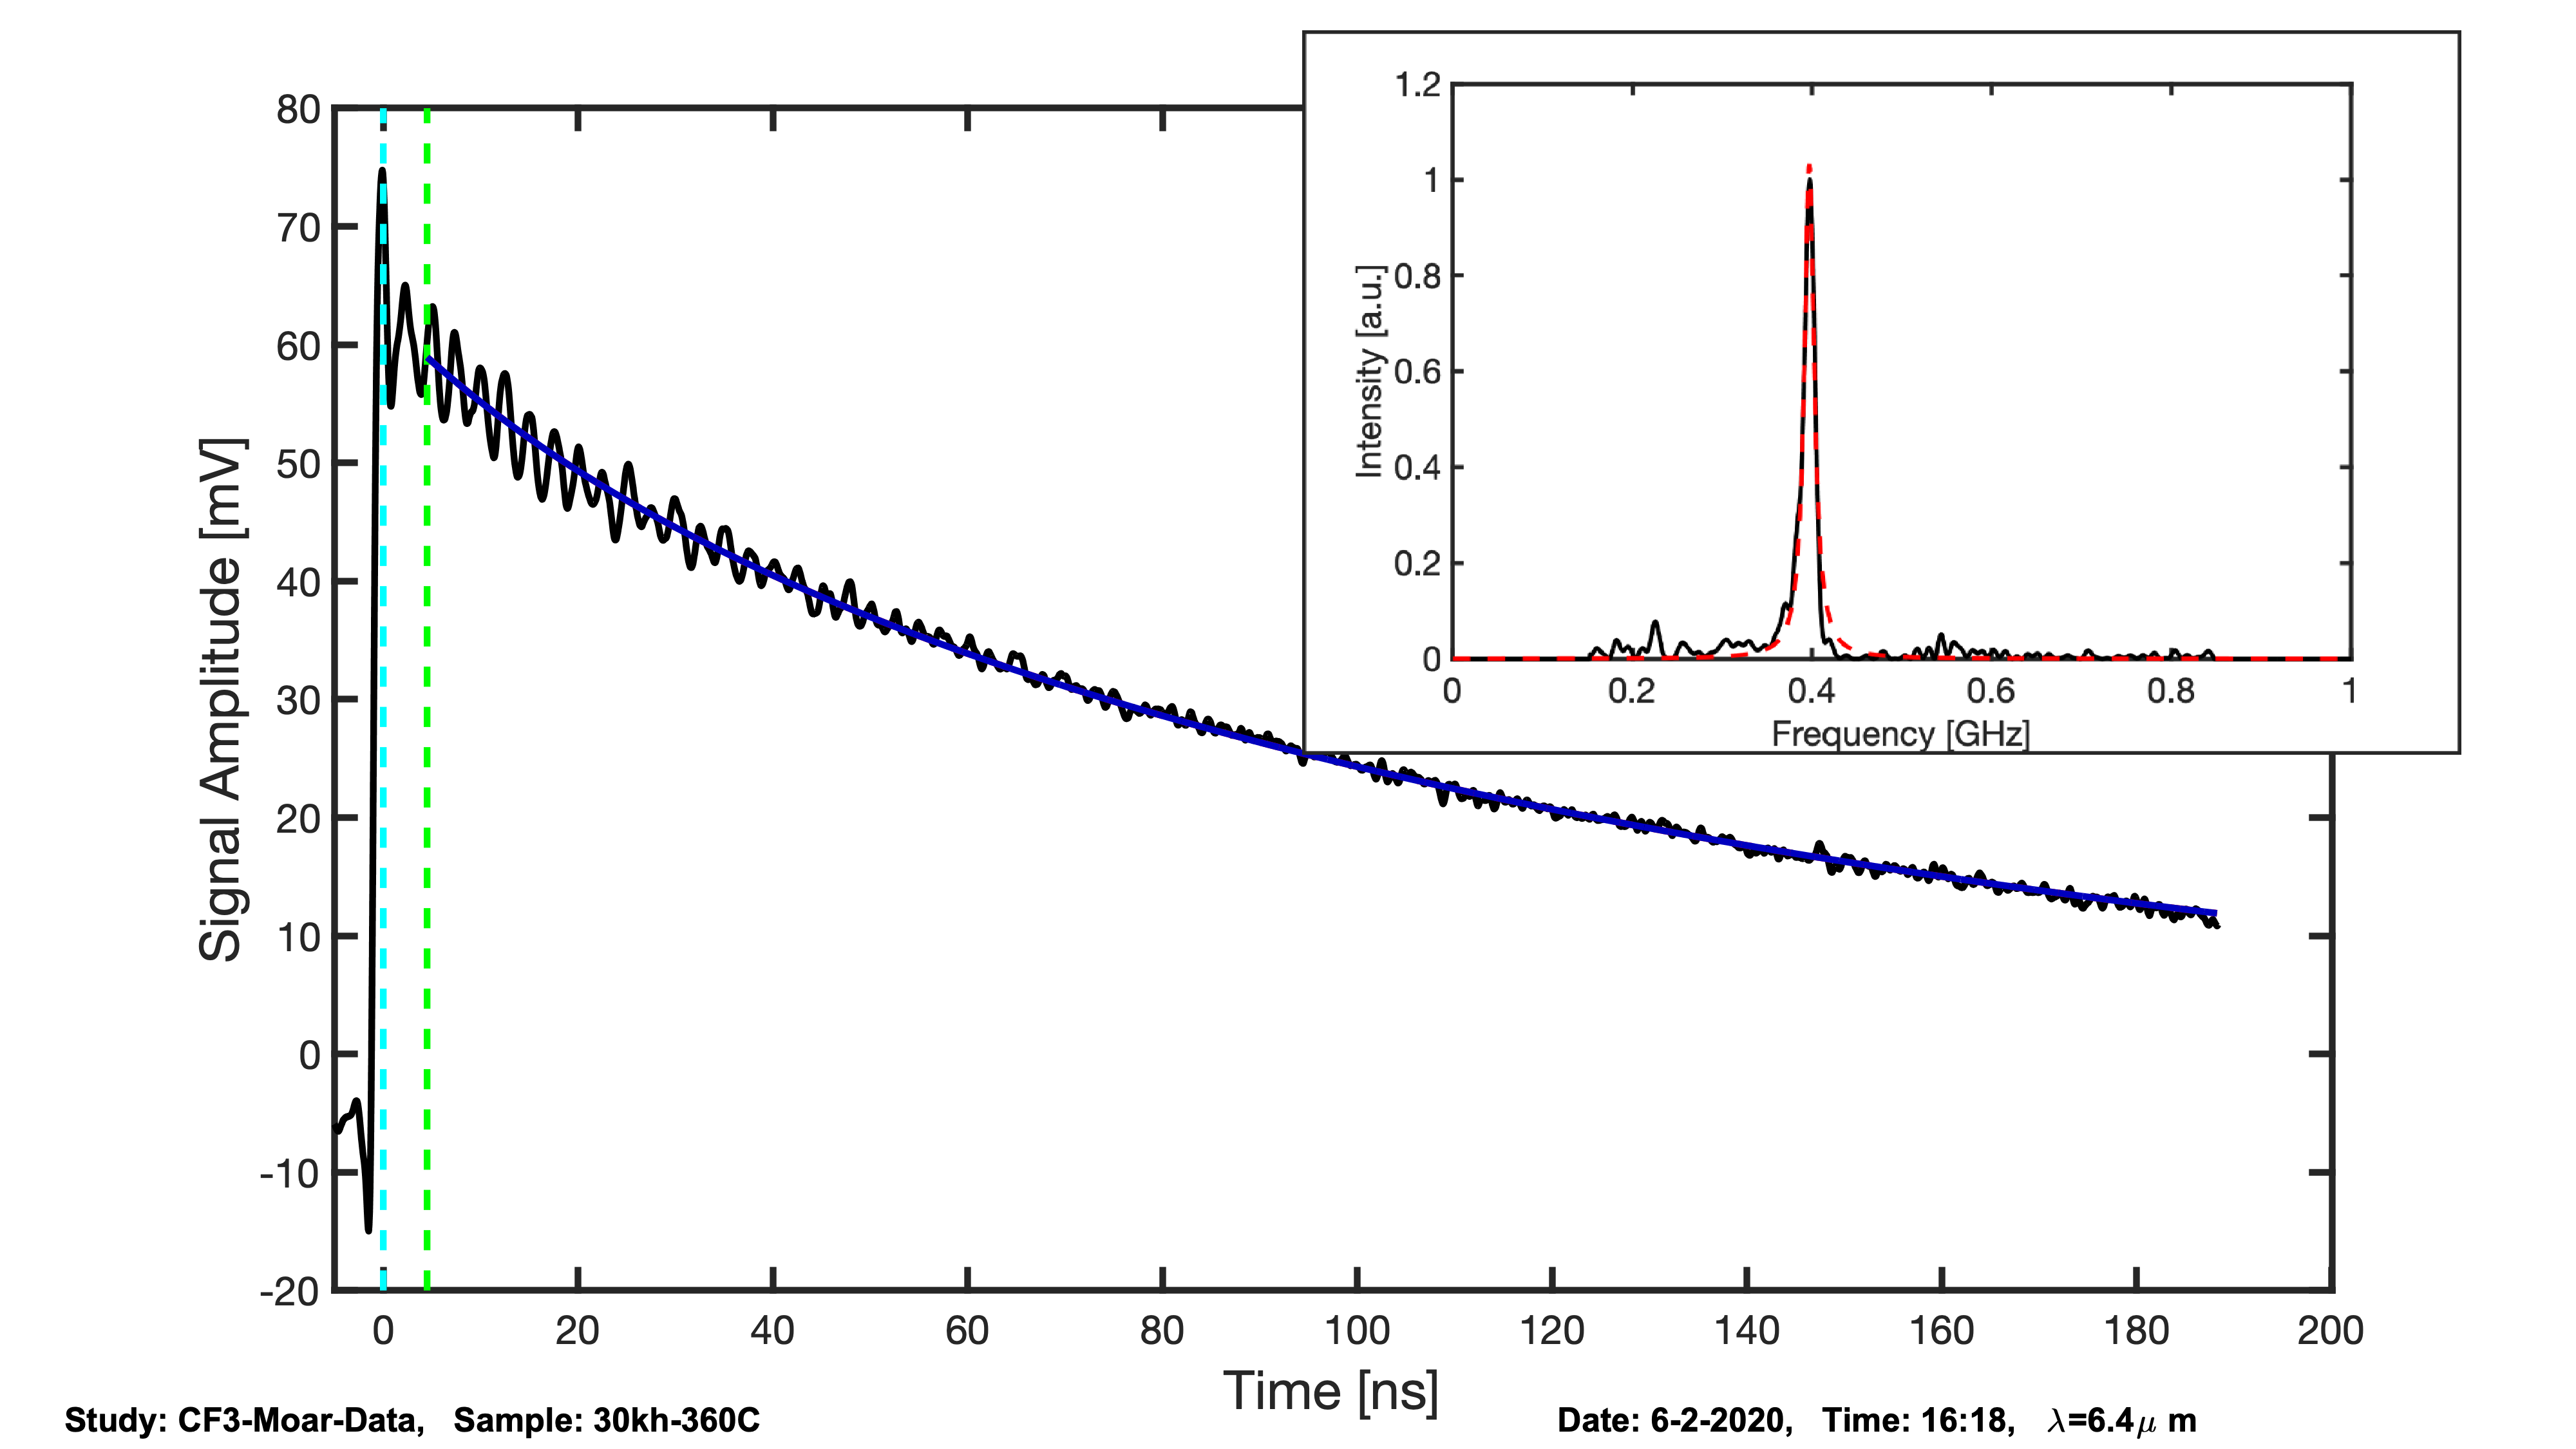 1.2
1
0.8
0.6
0.4
0.2
0
Intensity [a.u.]
0 0.2 0.4 0.6 0.8 1
Frequency [GHz]
80
70
60
50
40
30
20
10
0
-10
-20
Signal Amplitude [mV]
0 20 40 60 80 100 120 140 160 180 200
Time [ns]
Study: CF3-Moar-Data, Sample: 30kh-360C
Date: 6-2-2020, Time: 16:18, λ=6.4μ m